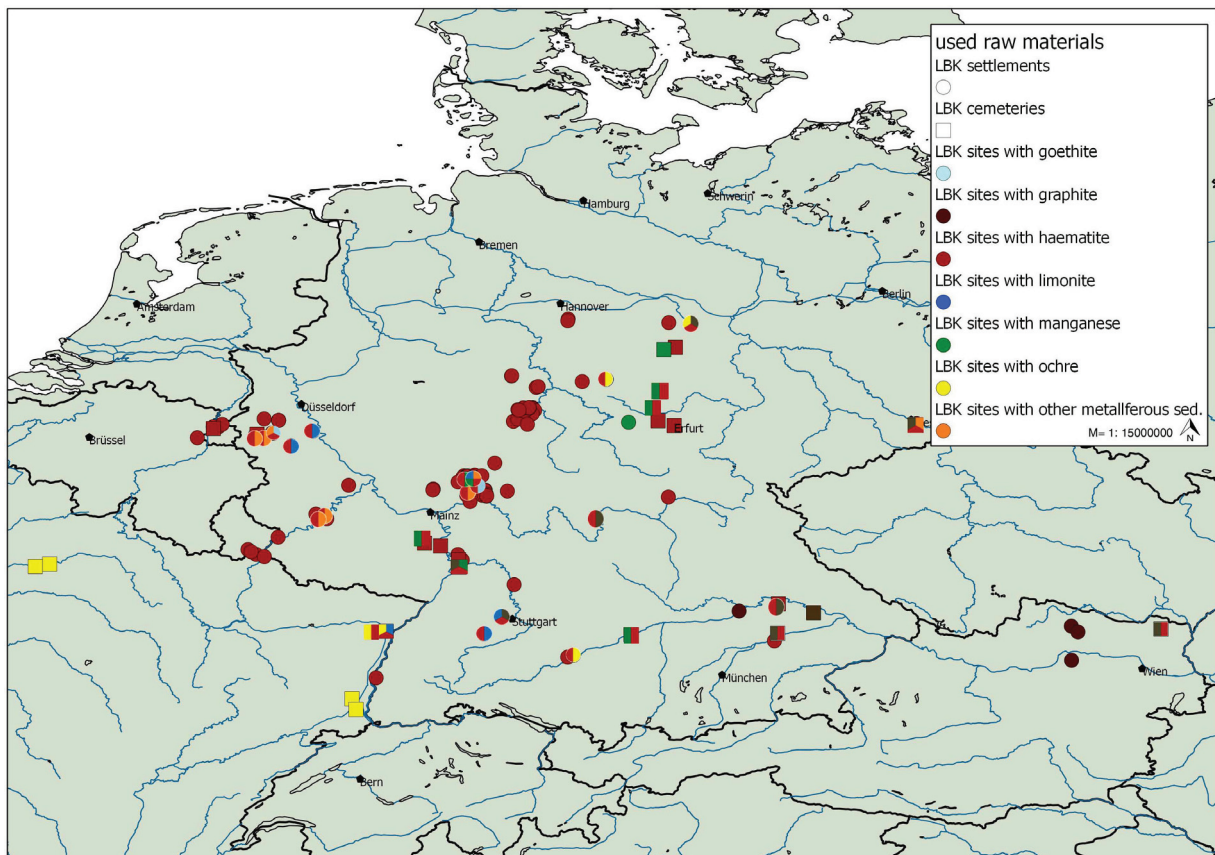 used raw materials
LBK settlements
LBK cemeteries
LBK sites with goethite
LBK sites with graphite
LBK sites with haematite
LBK sites with limonite
LBK sites with manganese
LBK sites with ochre
LBK sites with other metallferous sed.
M= 1: 15000000
N
Hamburg
Schwerin
Bremen
Berlin
Amsterdam
Hannover
Düsseldorf
Brüssel
Erfurt
Mainz
Stuttgart
München
Wien
Bern